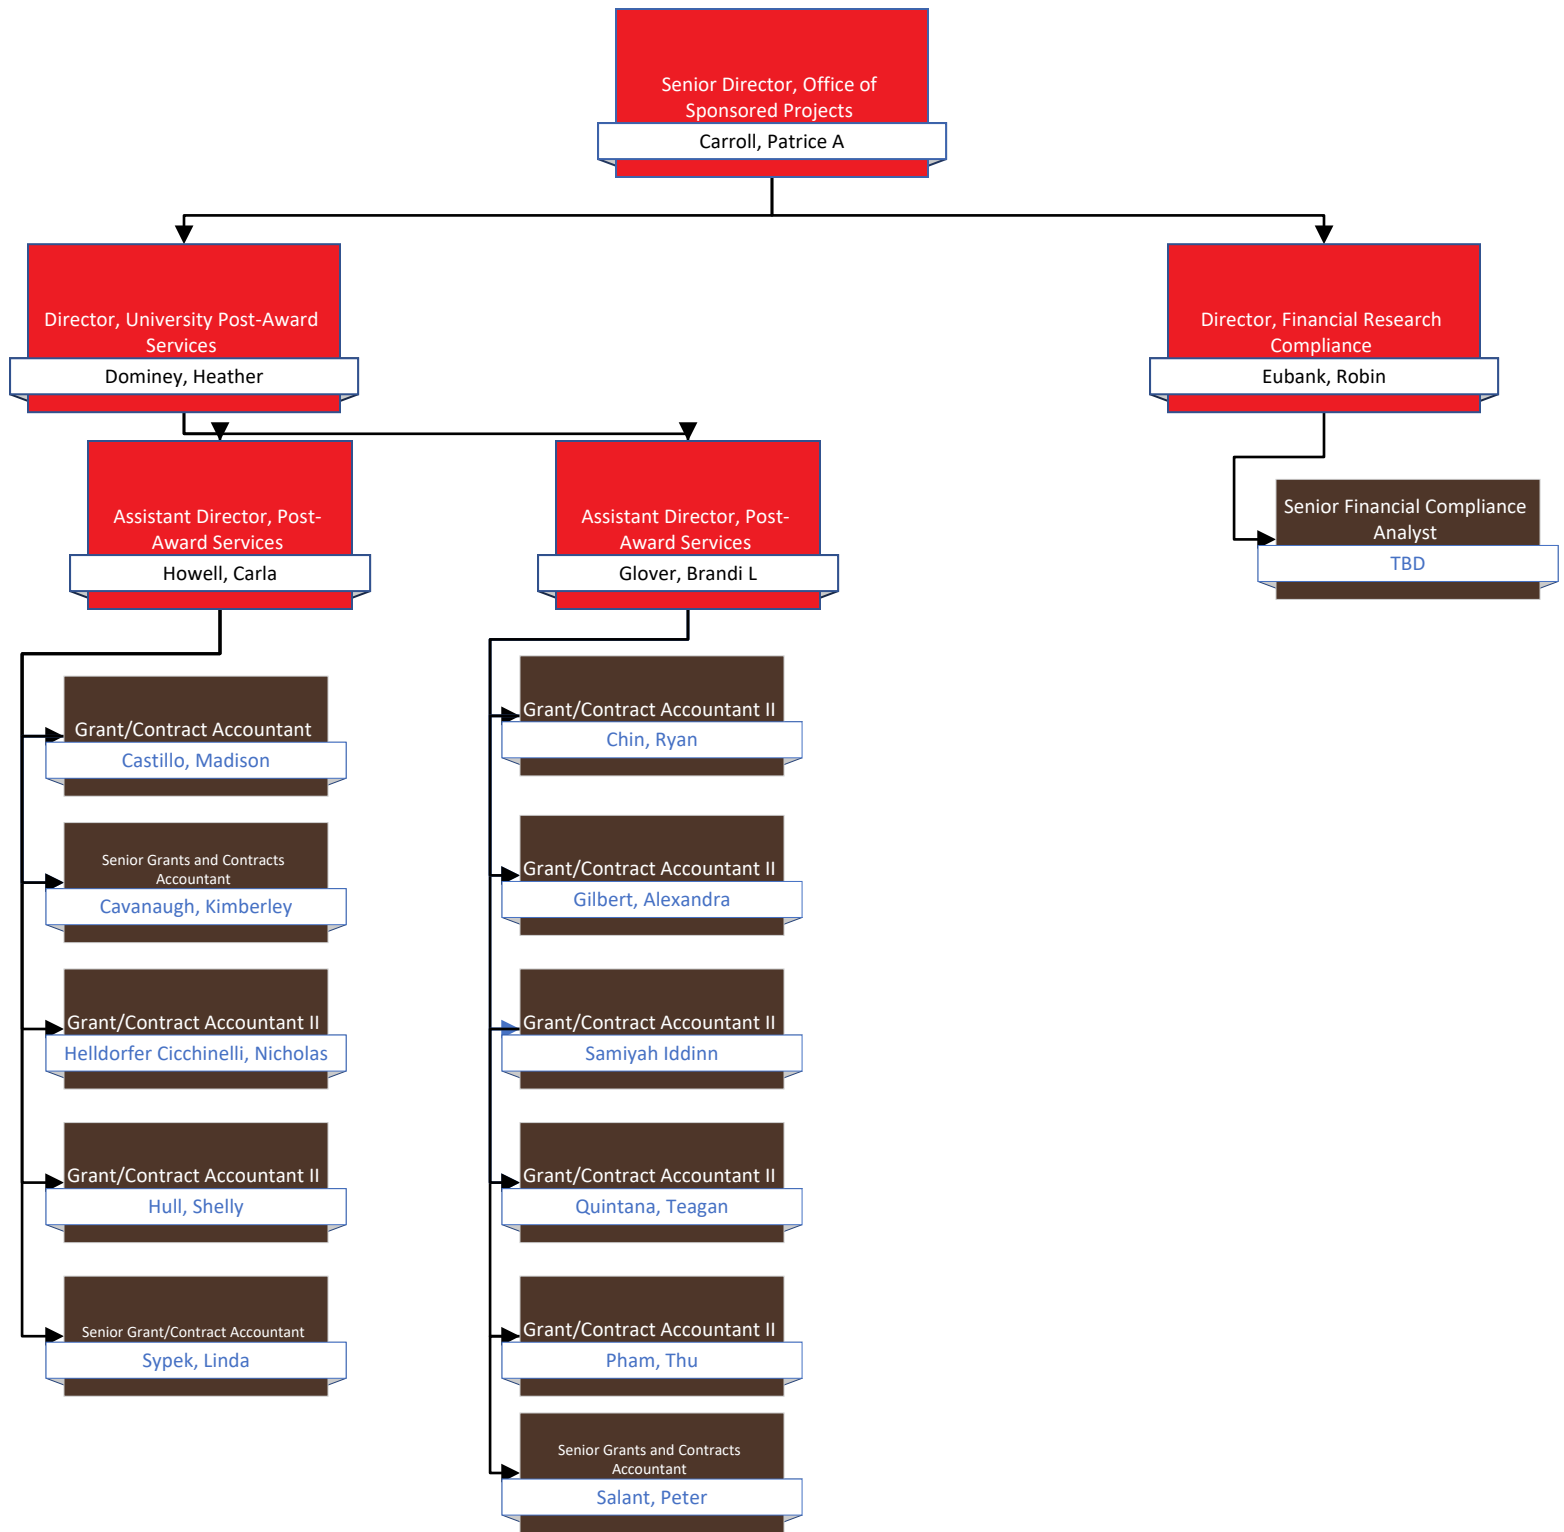 Senior Director, Office of
Sponsored Projects
Carroll, Patrice A
Director, University Post-Award
Services
Dominey, Heather
Director, Financial Research
Compliance
Eubank, Robin
Assistant Director, Post-
Award Services
Howell, Carla
Assistant Director, Post-
Award Services
Glover, Brandi L
Senior Financial Compliance
Analyst
TBD
Grant/Contract Accountant
Castillo, Madison
Senior Grants and Contracts
Accountant
Cavanaugh, Kimberley
Grant/Contract Accountant II
Helldorfer Cicchinelli, Nicholas
Grant/Contract Accountant II
Hull, Shelly
Senior Grant/Contract Accountant
Sypek, Linda
Grant/Contract Accountant II
Chin, Ryan
Grant/Contract Accountant II
Gilbert, Alexandra
Grant/Contract Accountant II
Samiyah Iddinn
Grant/Contract Accountant II
Quintana, Teagan
Grant/Contract Accountant II
Pham, Thu
Senior Grants and Contracts
Accountant
Salant, Peter